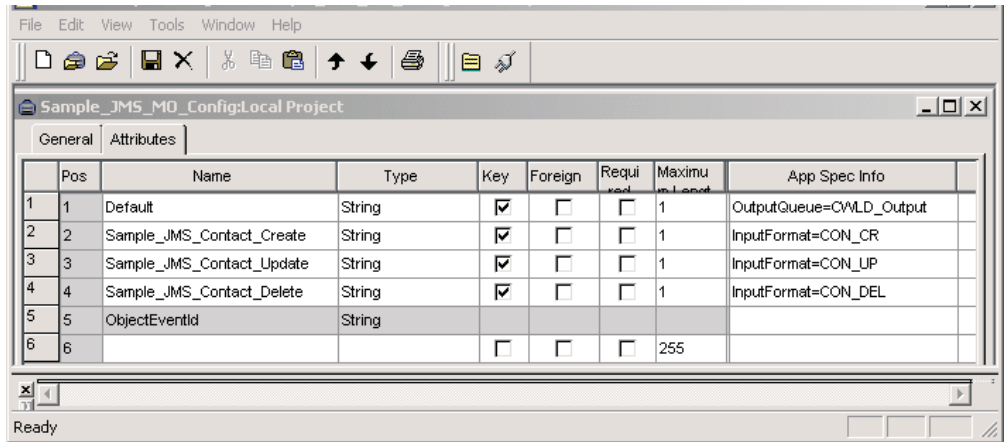 File Edit View Tools Window Help
Sample_JMS_MO_Config:Local Project
General Attributes
Pos Name Type Key Foreign Requi Maximu App Spec Info
1 1 Default String 1 OutputQueue=CWLD_Output
2 2 Sample_JMS_Contact_Create String 1 InputFormat=CON_CR
3 3 Sample_JMS_Contact_Update String 1 InputFormat=CON_UP
4 4 Sample_JMS_Contact_Delete String 1 InputFormat=CON_DEL
5 5 ObjectEventId String
6 6 255
Ready